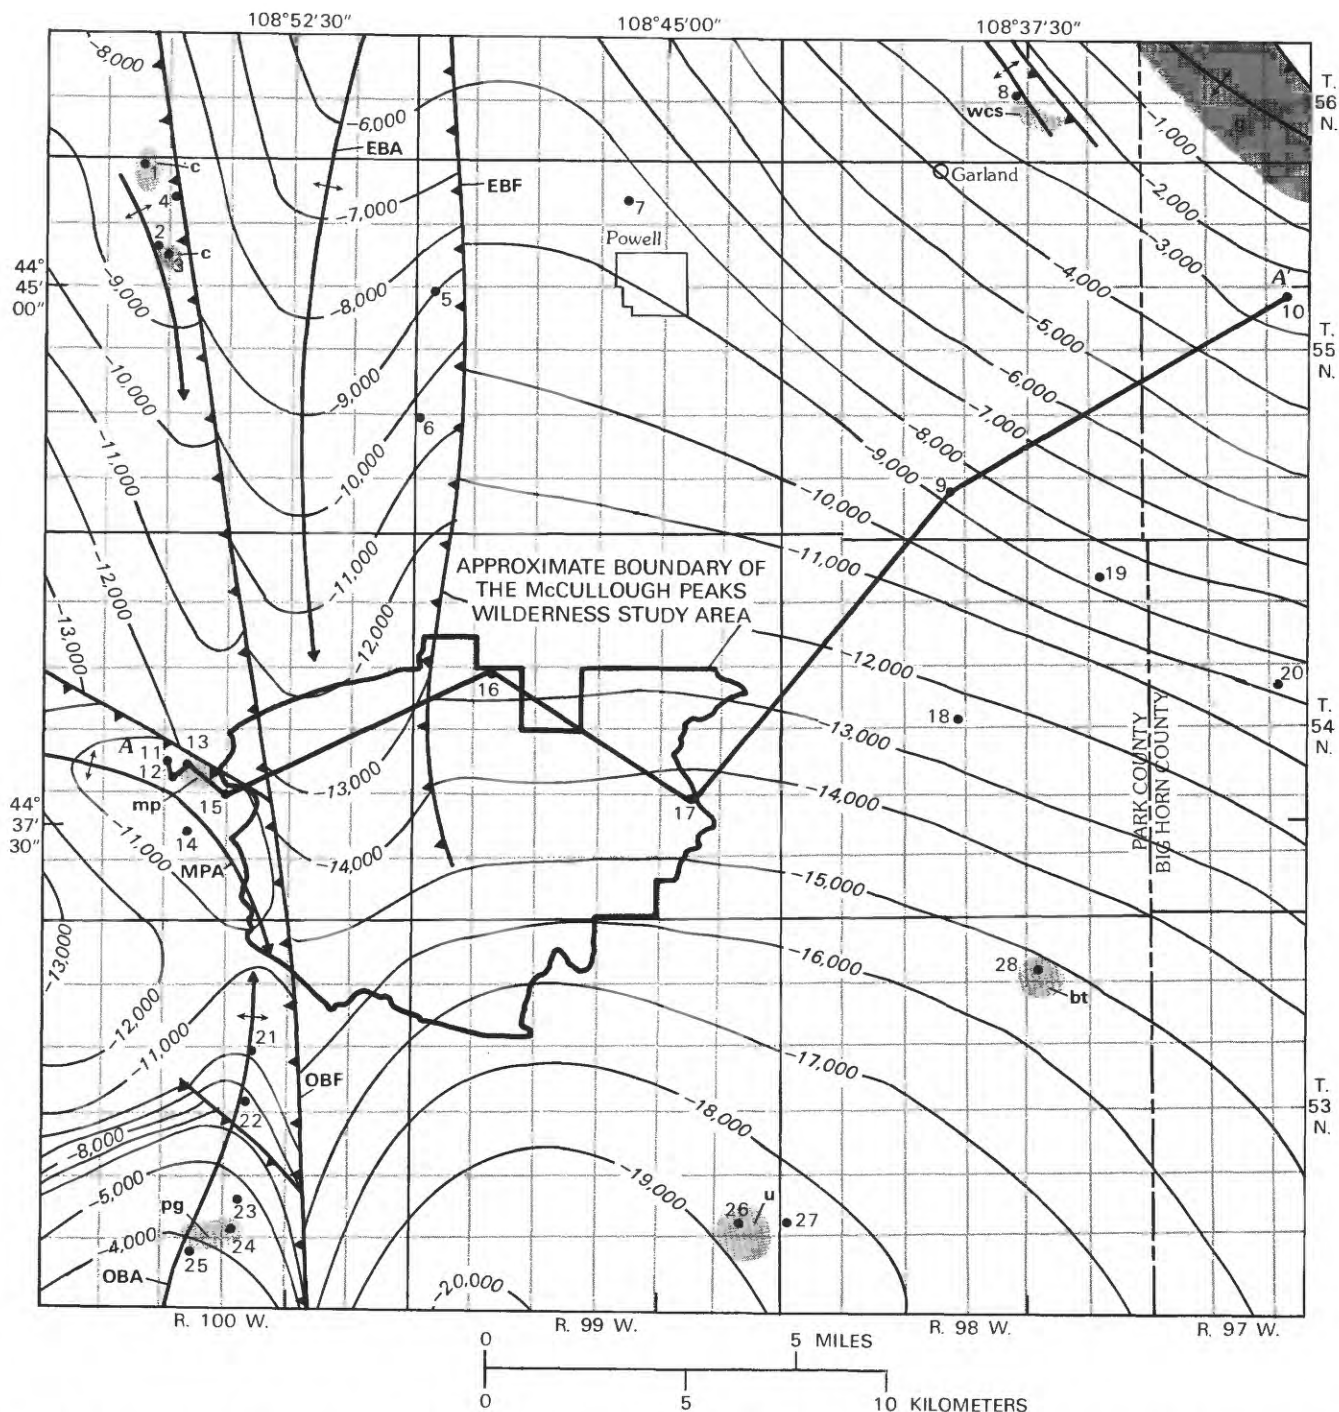 108°52'30"
108°45'00"
108°37'30"
-8,000
-6,000
EBA
EBF
8
wcs
Garland
g
-1,000
-2,000
T.
56
N.
1
c
4
2
3
c
-7,000
7
Powell
-3,000
-4,000
A'
10
44°
45'
00"
-9,000
-8,000
5
-5,000
-6,000
T.
55
N.
-10,000
-9,000
6
-7,000
-8,000
-9,000
9
-11,000
-10,000
-10,000
-12,000
-11,000
-11,000
APPROXIMATE BOUNDARY OF
THE McCULLOUGH PEAKS
WILDERNESS STUDY AREA
19
-13,000
-12,000
-12,000
16
18
20
T.
54
N.
A
11
12
13
mp
15
-13,000
-13,000
17
-14,000
PARK COUNTY
BIG HORN COUNTY
44°
37'
30"
14
-11,000
MPA
-14,000
-15,000
-13,000
-16,000
28
bt
-12,000
-11,000
21
OBF
-17,000
22
-8,000
-18,000
T.
53
N.
-5,000
pg
23
24
-4,000
25
OBA
-19,000
u
26
27
-20,000
R. 100 W.
R. 99 W.
R. 98 W.
R. 97 W.
0
5 MILES
0
5
10 KILOMETERS